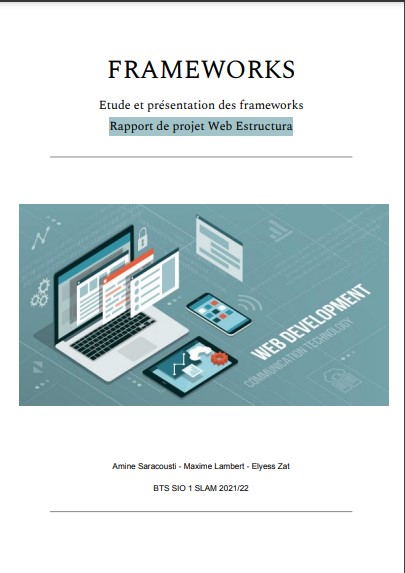 FRAMEWORKS
Etude et présentation des frameworks
Rapport de projet Web Estructura
WEB DEVELOPMENT
COMMUNICATION TECHNOLOGY
Amine Saracousti - Maxime Lambert - Elyess Zat
BTS SIO 1 SLAM 2021/22